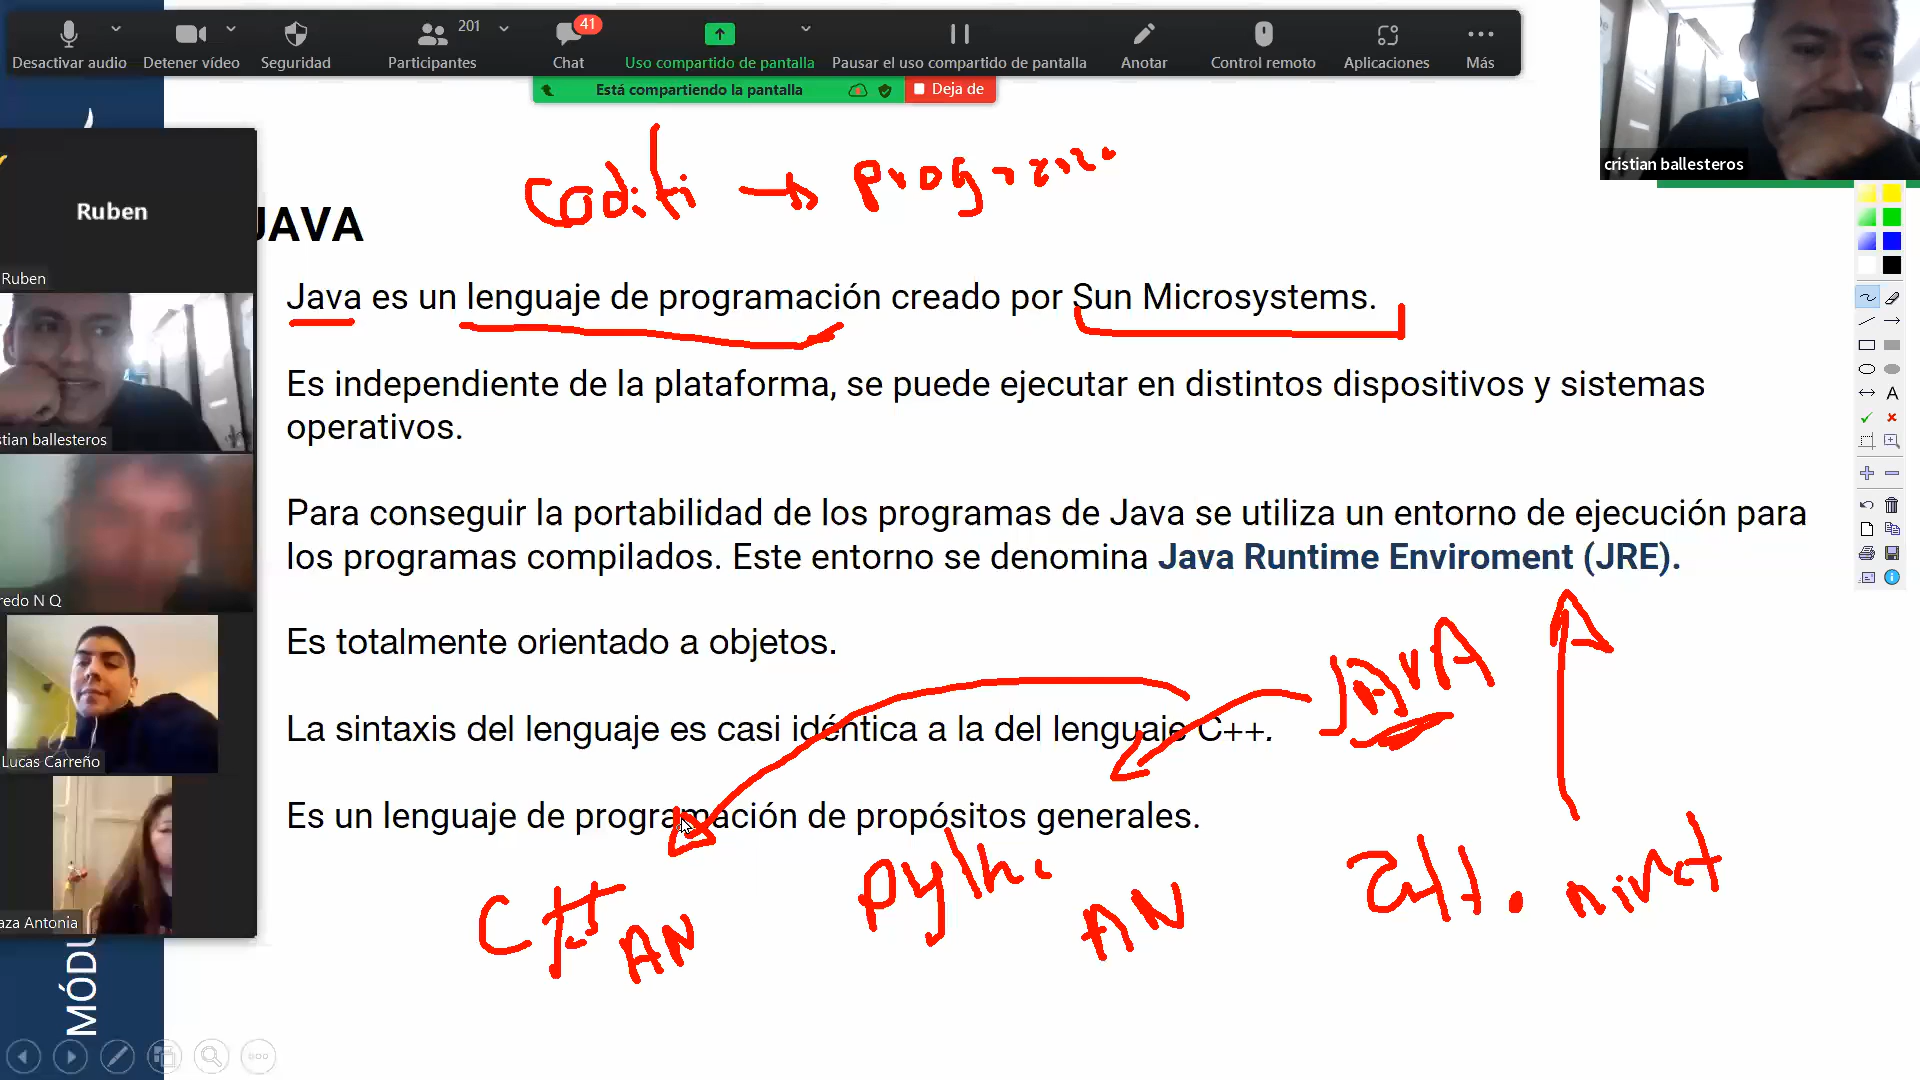 Desactivar audio
Detener vídeo
Seguridad
201
Participantes
41
Chat
Uso compartido de pantalla
Pausar el uso compartido de pantalla
Anotar
Control remoto
Aplicaciones
Más
Está compartiendo la pantalla
Deja de
cristian ballesteros
Ruben
Ruben
stian ballesteros
redo N Q
Lucas Carreño
aza Antonia
MÓDU
JAVA
Java es un lenguaje de programación creado por Sun Microsystems.
Es independiente de la plataforma, se puede ejecutar en distintos dispositivos y sistemas
operativos.
Para conseguir la portabilidad de los programas de Java se utiliza un entorno de ejecución para
los programas compilados. Este entorno se denomina Java Runtime Enviroment (JRE).
Es totalmente orientado a objetos.
JAVA
La sintaxis del lenguaje es casi idéntica a la del lenguaje C++.
Es un lenguaje de programación de propósitos generales.
AN
AN
nivel
A